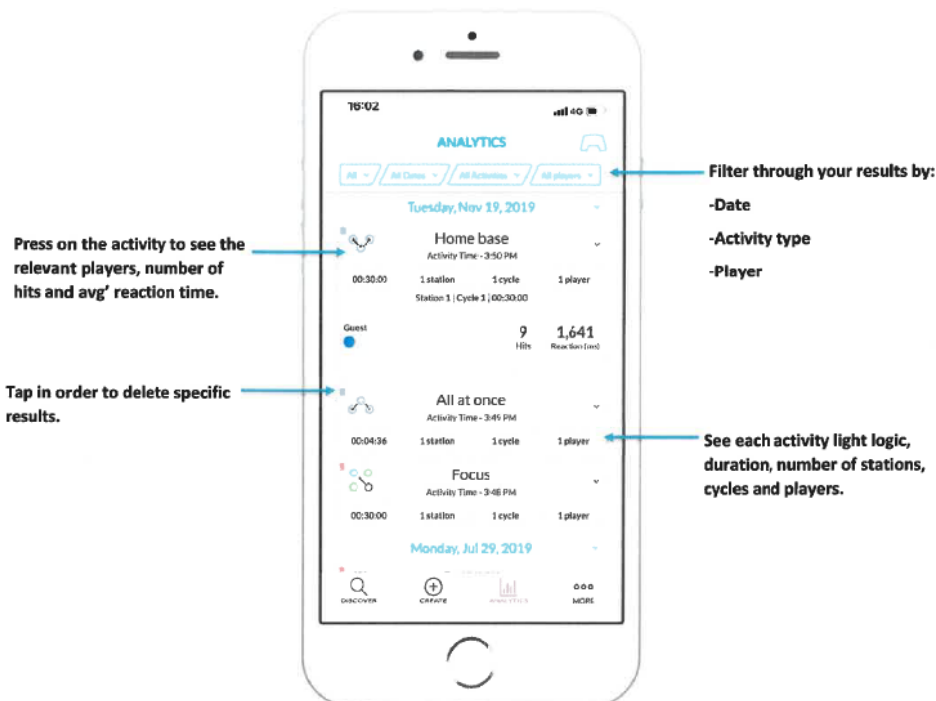 16:02
4G
ANALYTICS
All
All Dates
All Activities
All players
Filter through your results by:
-Date
-Activity type
-Player
Tuesday, Nov 19, 2019
Press on the activity to see the
relevant players, number of
hits and avg' reaction time.
Home base
Activity Time - 3:50 PM
00:30:00 1 station 1 cycle 1 player
Station 1 | Cycle 1 | 00:30:00
Guest
9 1,641
Hits Reaction (ms)
Tap in order to delete specific
results.
All at once
Activity Time - 3:49 PM
00:04:36 1 station 1 cycle 1 player
See each activity light logic,
duration, number of stations,
cycles and players.
Focus
Activity Time - 3:48 PM
00:30:00 1 station 1 cycle 1 player
Monday, Jul 29, 2019
DISCOVER CREATE ANALYTICS MORE